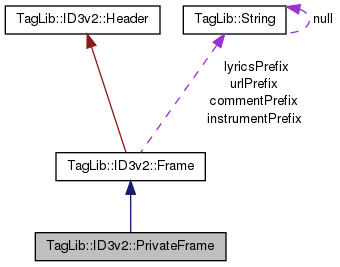 TagLib::ID3v2::Header
TagLib::String
null
lyricsPrefix
urlPrefix
commentPrefix
instrumentPrefix
TagLib::ID3v2::Frame
TagLib::ID3v2::PrivateFrame